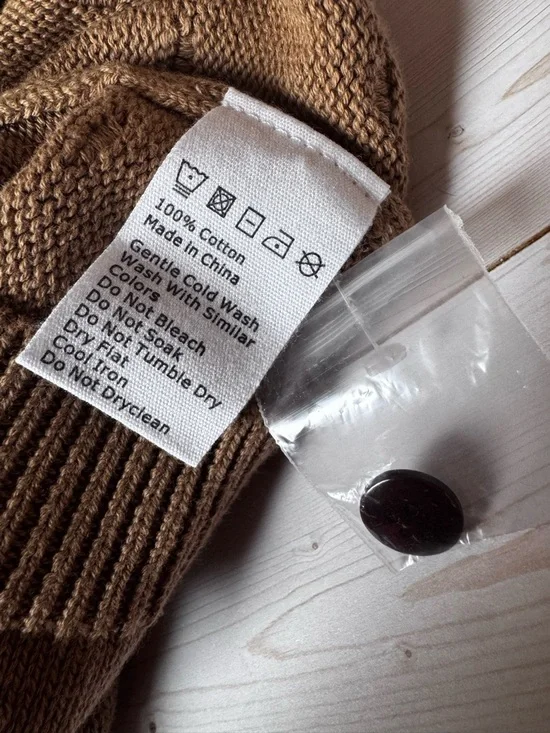 100% Cotton
Made in China
Gentle Cold Wash
Wash With Similar
Colors
Do Not Bleach
Do Not Soak
Do Not Tumble Dry
Dry Flat
Cool Iron
Do Not Dryclean